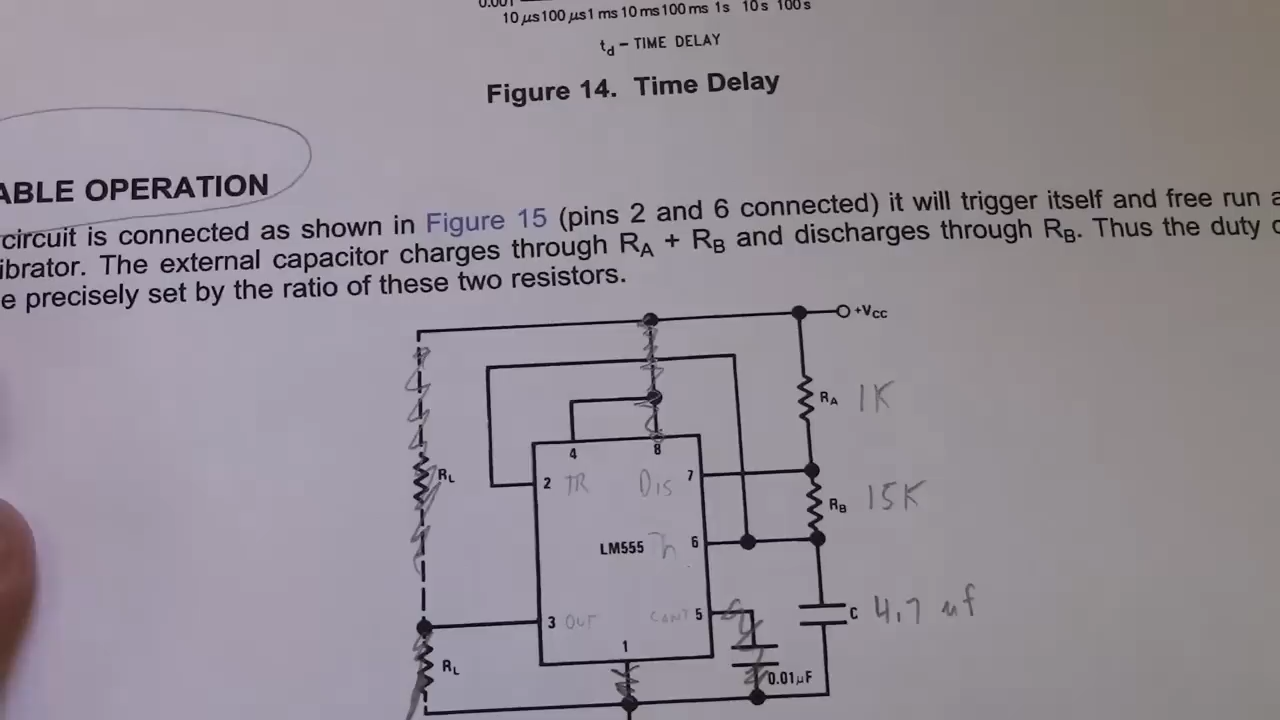 0.001
10 µs 100 µs 1 ms 10 ms 100 ms 1s 10 s 100 s
td – TIME DELAY
Figure 14. Time Delay
ABLE OPERATION
circuit is connected as shown in Figure 15 (pins 2 and 6 connected) it will trigger itself and free run a
ibrator. The external capacitor charges through RA + RB and discharges through RB. Thus the duty c
e precisely set by the ratio of these two resistors.
+VCC
RA 1K
4 8
RL 2 TR DIS 7
RB 15K
LM555 Th 6
3 OUT CONT 5 C 4.7 uf
1
RL 0.01µF